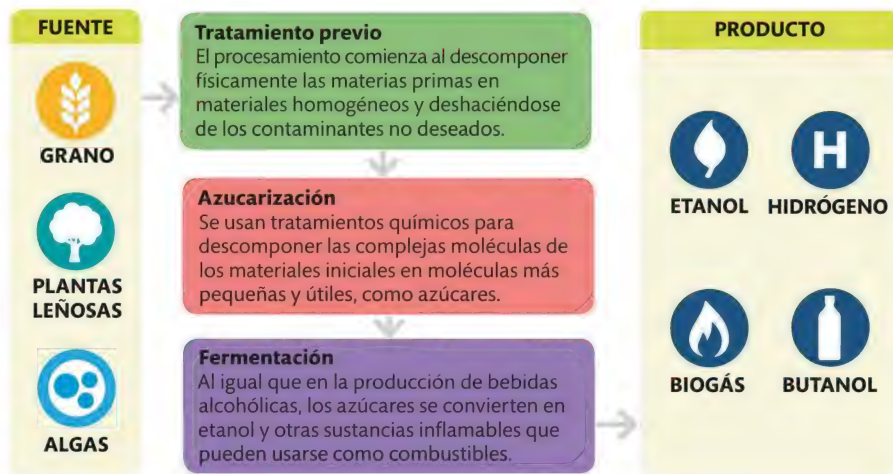 FUENTE
GRANO
PLANTAS
LEÑOSAS
ALGAS
Tratamiento previo
El procesamiento comienza al descomponer
físicamente las materias primas en
materiales homogéneos y deshaciéndose
de los contaminantes no deseados.
Azucarización
Se usan tratamientos químicos para
descomponer las complejas moléculas de
los materiales iniciales en moléculas más
pequeñas y útiles, como azúcares.
Fermentación
Al igual que en la producción de bebidas
alcohólicas, los azúcares se convierten en
etanol y otras sustancias inflamables que
pueden usarse como combustibles.
PRODUCTO
ETANOL
H
HIDRÓGENO
BIOGÁS
BUTANOL